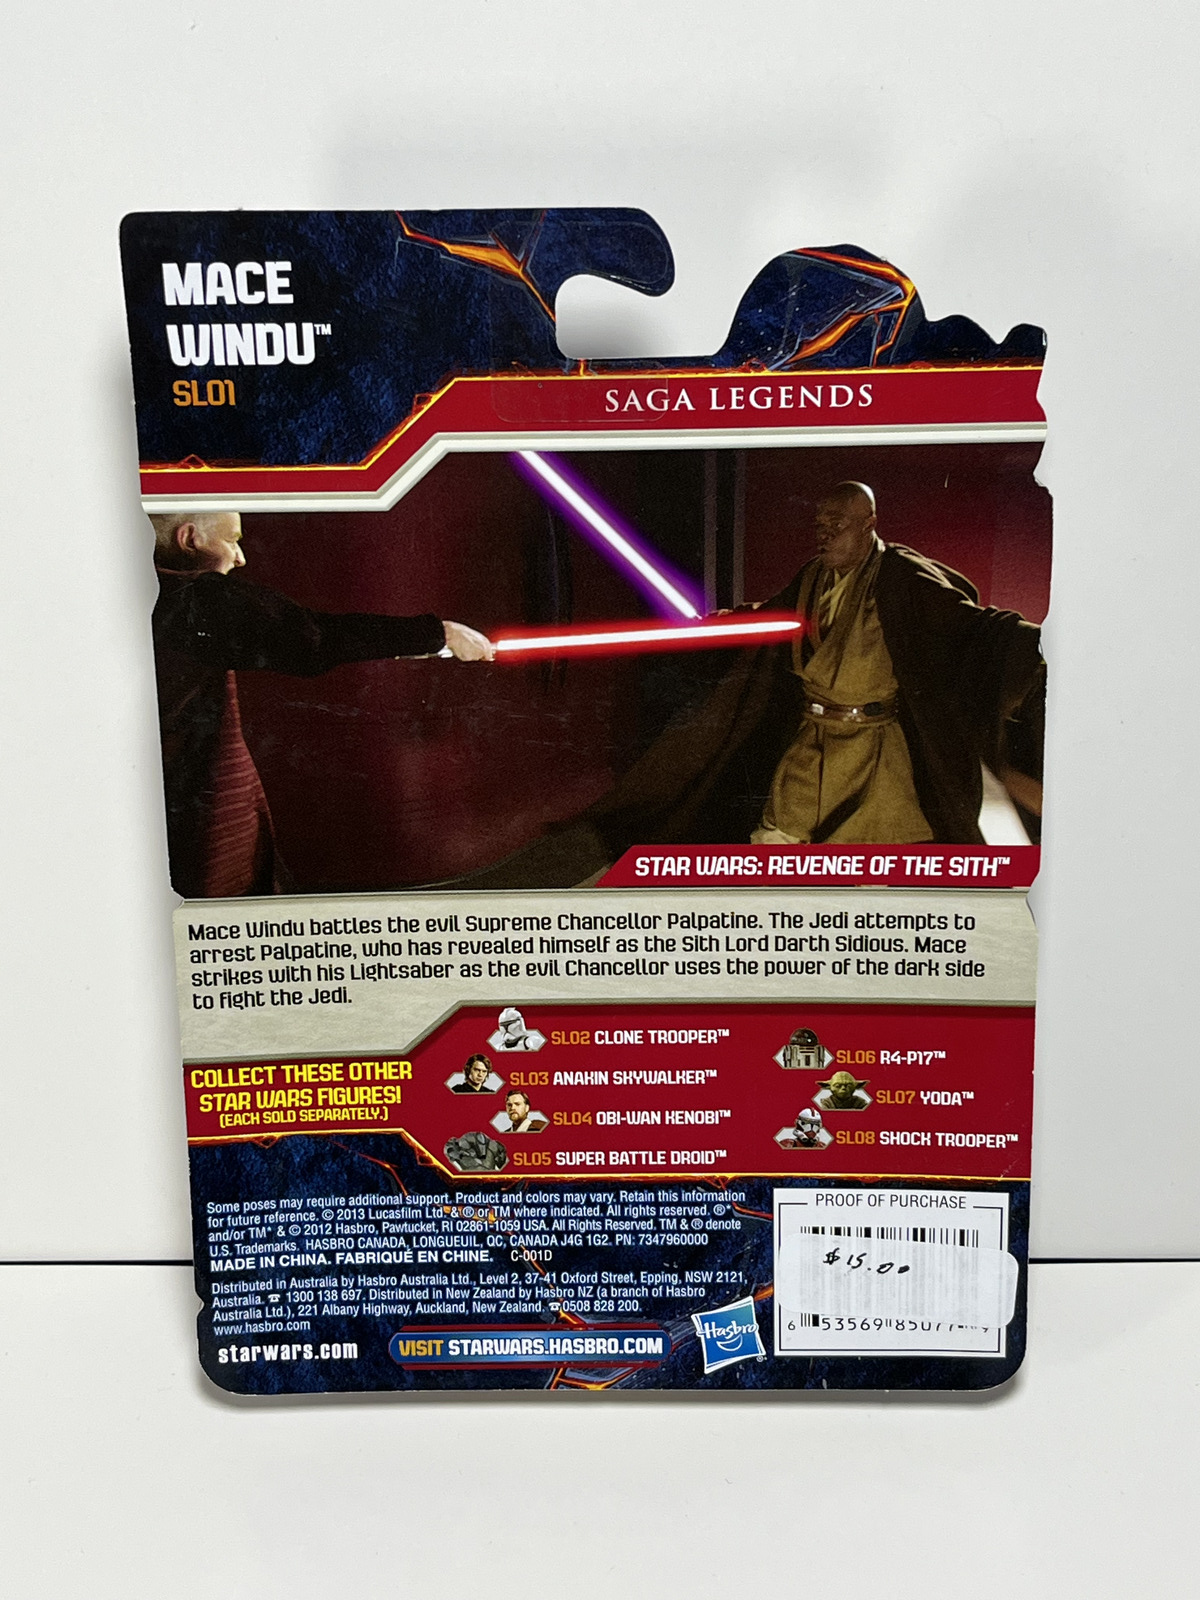 MACE
WINDU™
SL01
SAGA LEGENDS
STAR WARS: REVENGE OF THE SITH™
Mace Windu battles the evil Supreme Chancellor Palpatine. The Jedi attempts to
arrest Palpatine, who has revealed himself as the Sith Lord Darth Sidious. Mace
strikes with his Lightsaber as the evil Chancellor uses the power of the dark side
to fight the Jedi.
COLLECT THESE OTHER
STAR WARS FIGURES!
(EACH SOLD SEPARATELY.)
SL02 CLONE TROOPER™
SL03 ANAKIN SKYWALKER™
SL04 OBI-WAN KENOBI™
SL05 SUPER BATTLE DROID™
SL06 R4-P17™
SL07 YODA™
SL08 SHOCK TROOPER™
Some poses may require additional support. Product and colors may vary. Retain this information
for future reference. © 2013 Lucasfilm Ltd. & ® or TM where indicated. All rights reserved. ®*
and/or TM* & © 2012 Hasbro, Pawtucket, RI 02861-1059 USA. All Rights Reserved. TM & ® denote
U.S. Trademarks. HASBRO CANADA, LONGUEUIL, QC, CANADA J4G 1G2. PN: 7347960000
MADE IN CHINA. FABRIQUÉ EN CHINE. C-001D
Distributed in Australia by Hasbro Australia Ltd., Level 2, 37-41 Oxford Street, Epping, NSW 2121,
Australia. ☎ 1300 138 697. Distributed in New Zealand by Hasbro NZ (a branch of Hasbro
Australia Ltd.), 221 Albany Highway, Auckland, New Zealand. ☎ 0508 828 200.
www.hasbro.com
starwars.com
VISIT STARWARS.HASBRO.COM
Hasbro®
PROOF OF PURCHASE
$15.00
6 53569 85077